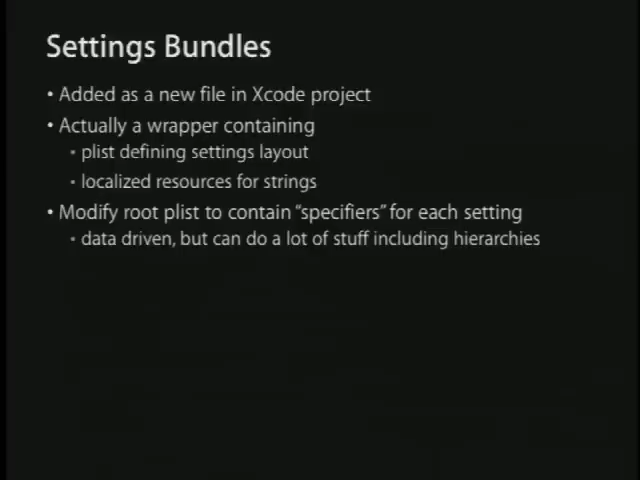 Settings Bundles
• Added as a new file in Xcode project
• Actually a wrapper containing
▪ plist defining settings layout
▪ localized resources for strings
• Modify root plist to contain “specifiers” for each setting
▪ data driven, but can do a lot of stuff including hierarchies